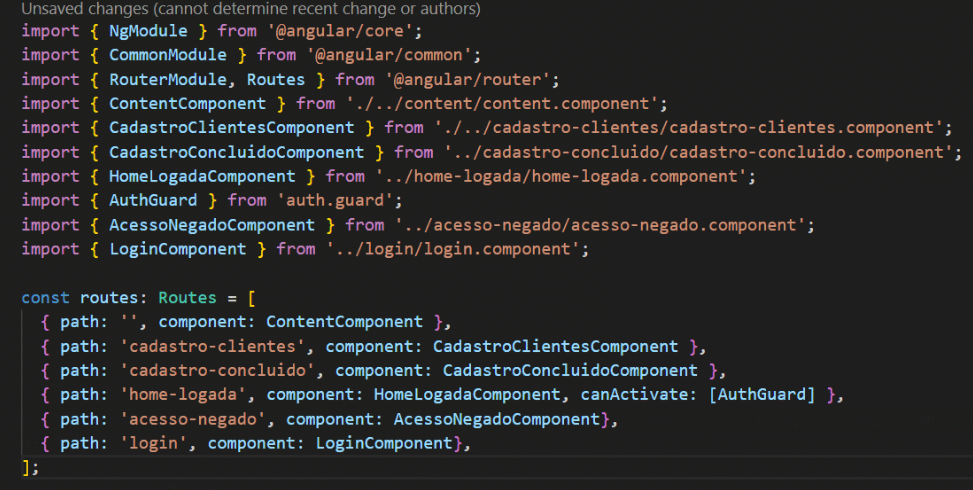 Unsaved changes (cannot determine recent change or authors)
import { NgModule } from '@angular/core';
import { CommonModule } from '@angular/common';
import { RouterModule, Routes } from '@angular/router';
import { ContentComponent } from './../content/content.component';
import { CadastroClientesComponent } from './../cadastro-clientes/cadastro-clientes.component';
import { CadastroConcluidoComponent } from '../cadastro-concluido/cadastro-concluido.component';
import { HomeLogadaComponent } from '../home-logada/home-logada.component';
import { AuthGuard } from 'auth.guard';
import { AcessoNegadoComponent } from '../acesso-negado/acesso-negado.component';
import { LoginComponent } from '../login/login.component';
const routes: Routes = [
{ path: '', component: ContentComponent },
{ path: 'cadastro-clientes', component: CadastroClientesComponent },
{ path: 'cadastro-concluido', component: CadastroConcluidoComponent },
{ path: 'home-logada', component: HomeLogadaComponent, canActivate: [AuthGuard] },
{ path: 'acesso-negado', component: AcessoNegadoComponent},
{ path: 'login', component: LoginComponent},
];